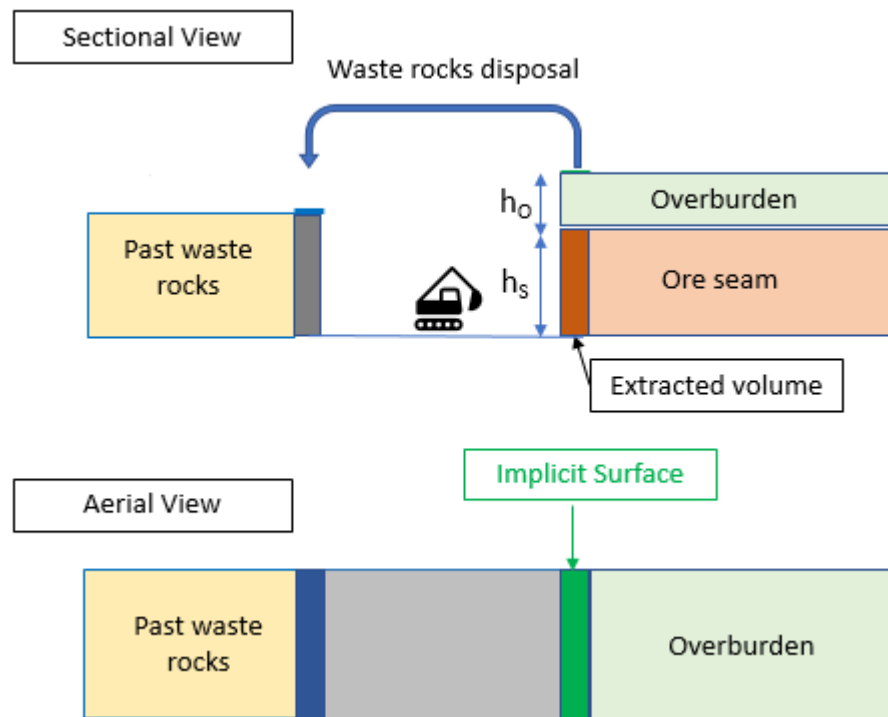 Sectional View
Waste rocks disposal
hO
Overburden
Past waste
rocks
hS
Ore seam
Extracted volume
Implicit Surface
Aerial View
Past waste
rocks
Overburden